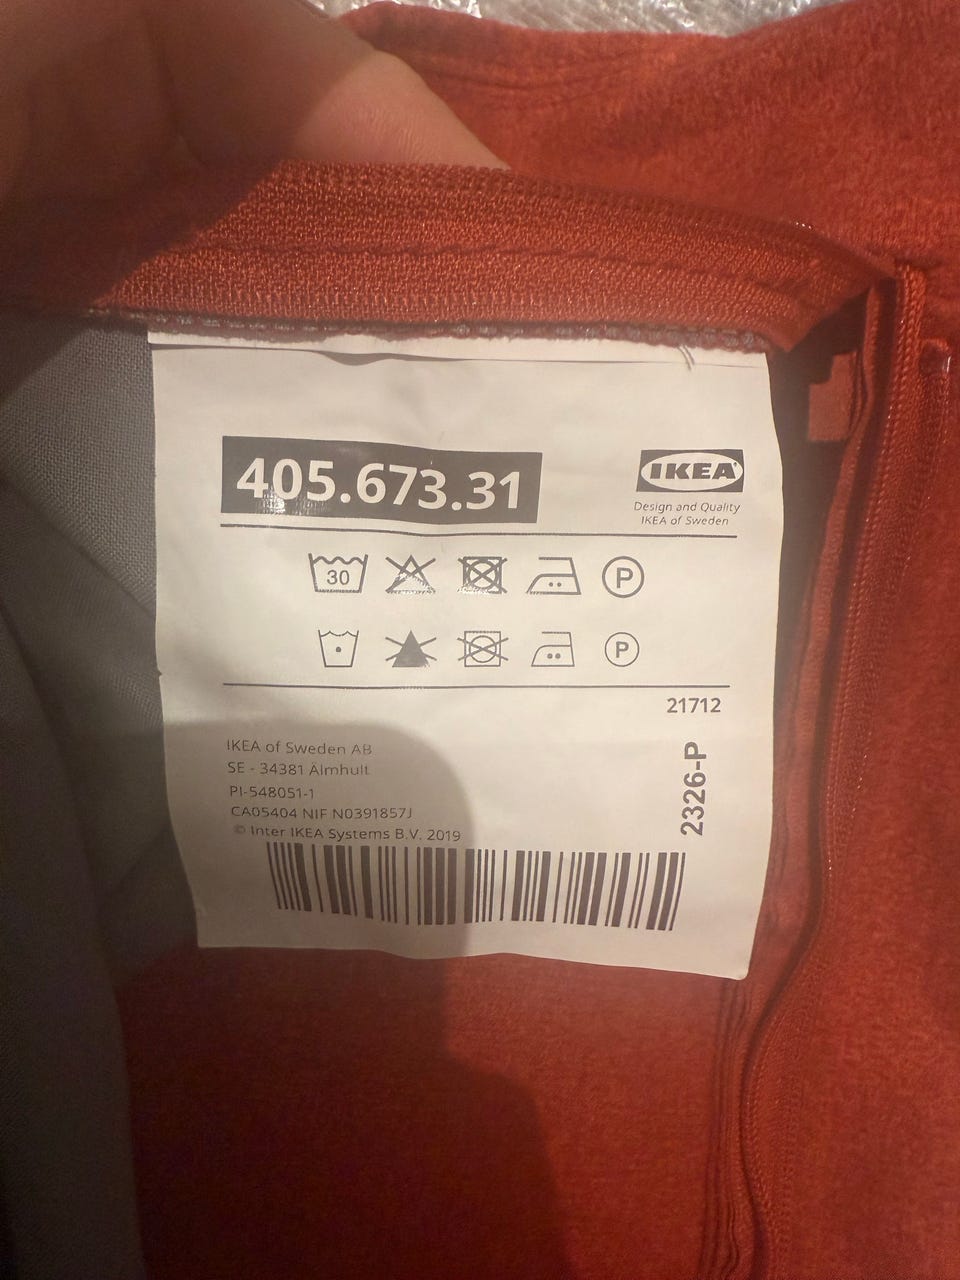 405.673.31
IKEA®
Design and Quality
IKEA of Sweden
30
P
P
21712
IKEA of Sweden AB
SE - 34381 Älmhult
PI-548051-1
CA05404 NIF N0391857J
© Inter IKEA Systems B.V. 2019
2326-P